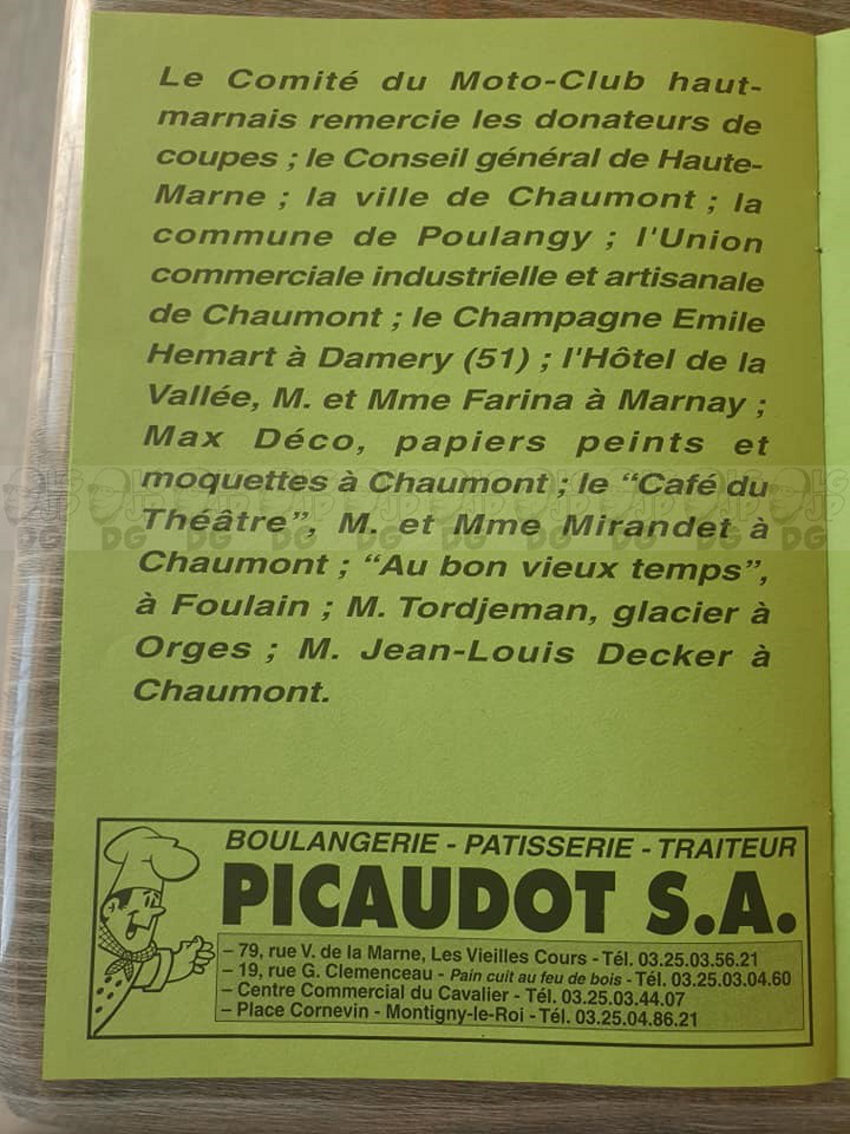 Le Comité du Moto-Club haut-
marnais remercie les donateurs de
coupes ; le Conseil général de Haute-
Marne ; la ville de Chaumont ; la
commune de Poulangy ; l'Union
commerciale industrielle et artisanale
de Chaumont ; le Champagne Emile
Hemart à Damery (51) ; l'Hôtel de la
Vallée, M. et Mme Farina à Marnay ;
Max Déco, papiers peints et
moquettes à Chaumont ; le “Café du
Théâtre”, M. et Mme Mirandet à
Chaumont ; “Au bon vieux temps”,
à Foulain ; M. Tordjeman, glacier à
Orges ; M. Jean-Louis Decker à
Chaumont.
BOULANGERIE - PATISSERIE - TRAITEUR
PICAUDOT S.A.
– 79, rue V. de la Marne, Les Vieilles Cours - Tél. 03.25.03.56.21
– 19, rue G. Clemenceau - Pain cuit au feu de bois - Tél. 03.25.03.04.60
– Centre Commercial du Cavalier - Tél. 03.25.03.44.07
– Place Cornevin - Montigny-le-Roi - Tél. 03.25.04.86.21